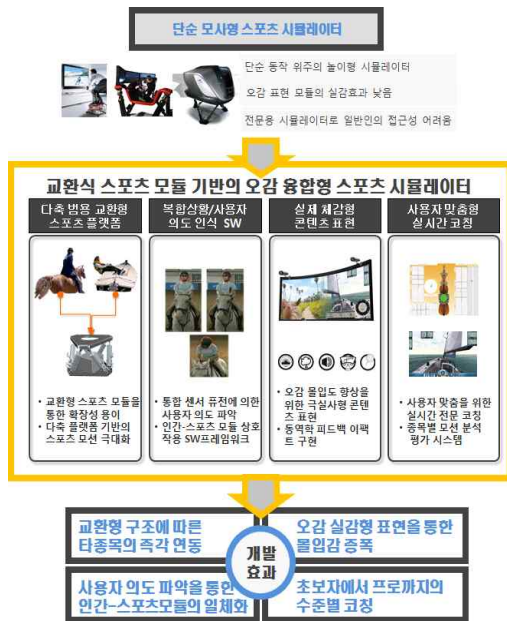 단순 모사형 스포츠 시뮬레이터
단순 동작 위주의 놀이형 시뮬레이터
오감 표현 모듈의 실감효과 낮음
전문용 시뮬레이터로 일반인의 접근성 어려움
교환식 스포츠 모듈 기반의 오감 융합형 스포츠 시뮬레이터
다축 범용 교환형
스포츠 플랫폼
• 교환형 스포츠 모듈을
통한 확장성 용이
• 다축 플랫폼 기반의
스포츠 모션 극대화
복합상황/사용자
의도 인식 SW
• 통합 센서 퓨전에 의한
사용자 의도 파악
• 인간-스포츠 모듈 상호
작용 SW프레임워크
실제 체감형
콘텐츠 표현
• 오감 몰입도 향상을
위한 극실사형 콘텐
츠 표현
• 동역학 피드백 이팩
트 구현
사용자 맞춤형
실시간 코칭
• 사용자 맞춤을 위한
실시간 전문 코칭
• 종목별 모션 분석
평가 시스템
교환형 구조에 따른
타종목의 즉각 연동
오감 실감형 표현을 통한
몰입감 증폭
개발
효과
사용자 의도 파악을 통한
인간-스포츠모듈의 일체화
초보자에서 프로까지의
수준별 코칭